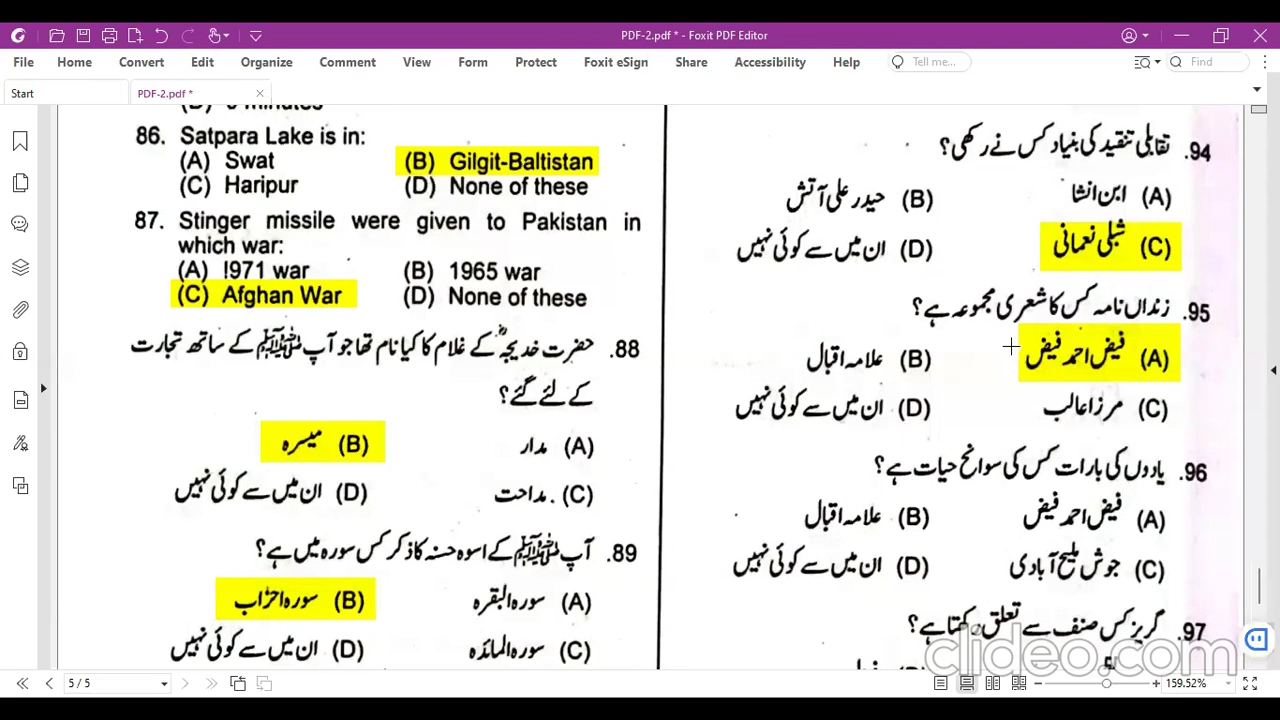 PDF-2.pdf * - Foxit PDF Editor
File Home Convert Edit Organize Comment View Form Protect Foxit eSign Share Accessibility Help Tell me... Find
Start PDF-2.pdf *
86. Satpara Lake is in:
(A) Swat (B) Gilgit-Baltistan
(C) Haripur (D) None of these
87. Stinger missile were given to Pakistan in
which war:
(A) !971 war (B) 1965 war
(C) Afghan War (D) None of these
88. حضرت خدیجہؓ کے غلام کا کیا نام تھا جو آپ ﷺ کے ساتھ تجارت
کے لئے گئے؟
(A) مدار (B) میسرہ
(C) مداحت (D) ان میں سے کوئی نہیں
89. آپ ﷺ کے اسوہ حسنہ کا ذکر کس سورہ میں ہے؟
(A) سورہ البقرہ (B) سورہ احزاب
(C) سورہ المائدہ (D) ان میں سے کوئی نہیں
94. تقابلی تنقید کی بنیاد کس نے رکھی؟
(A) ابن انشا (B) حیدر علی آتش
(C) شبلی نعمانی (D) ان میں سے کوئی نہیں
95. زنداں نامہ کس کا شعری مجموعہ ہے؟
(A) فیض احمد فیض (B) علامہ اقبال
(C) مرزا غالب (D) ان میں سے کوئی نہیں
96. یادوں کی بارات کس کی سوانح حیات ہے؟
(A) فیض احمد فیض (B) علامہ اقبال
(C) جوش ملیح آبادی (D) ان میں سے کوئی نہیں
97. گریز کس صنف سے تعلق رکھتا ہے؟
clideo.com
5 / 5 159.52%